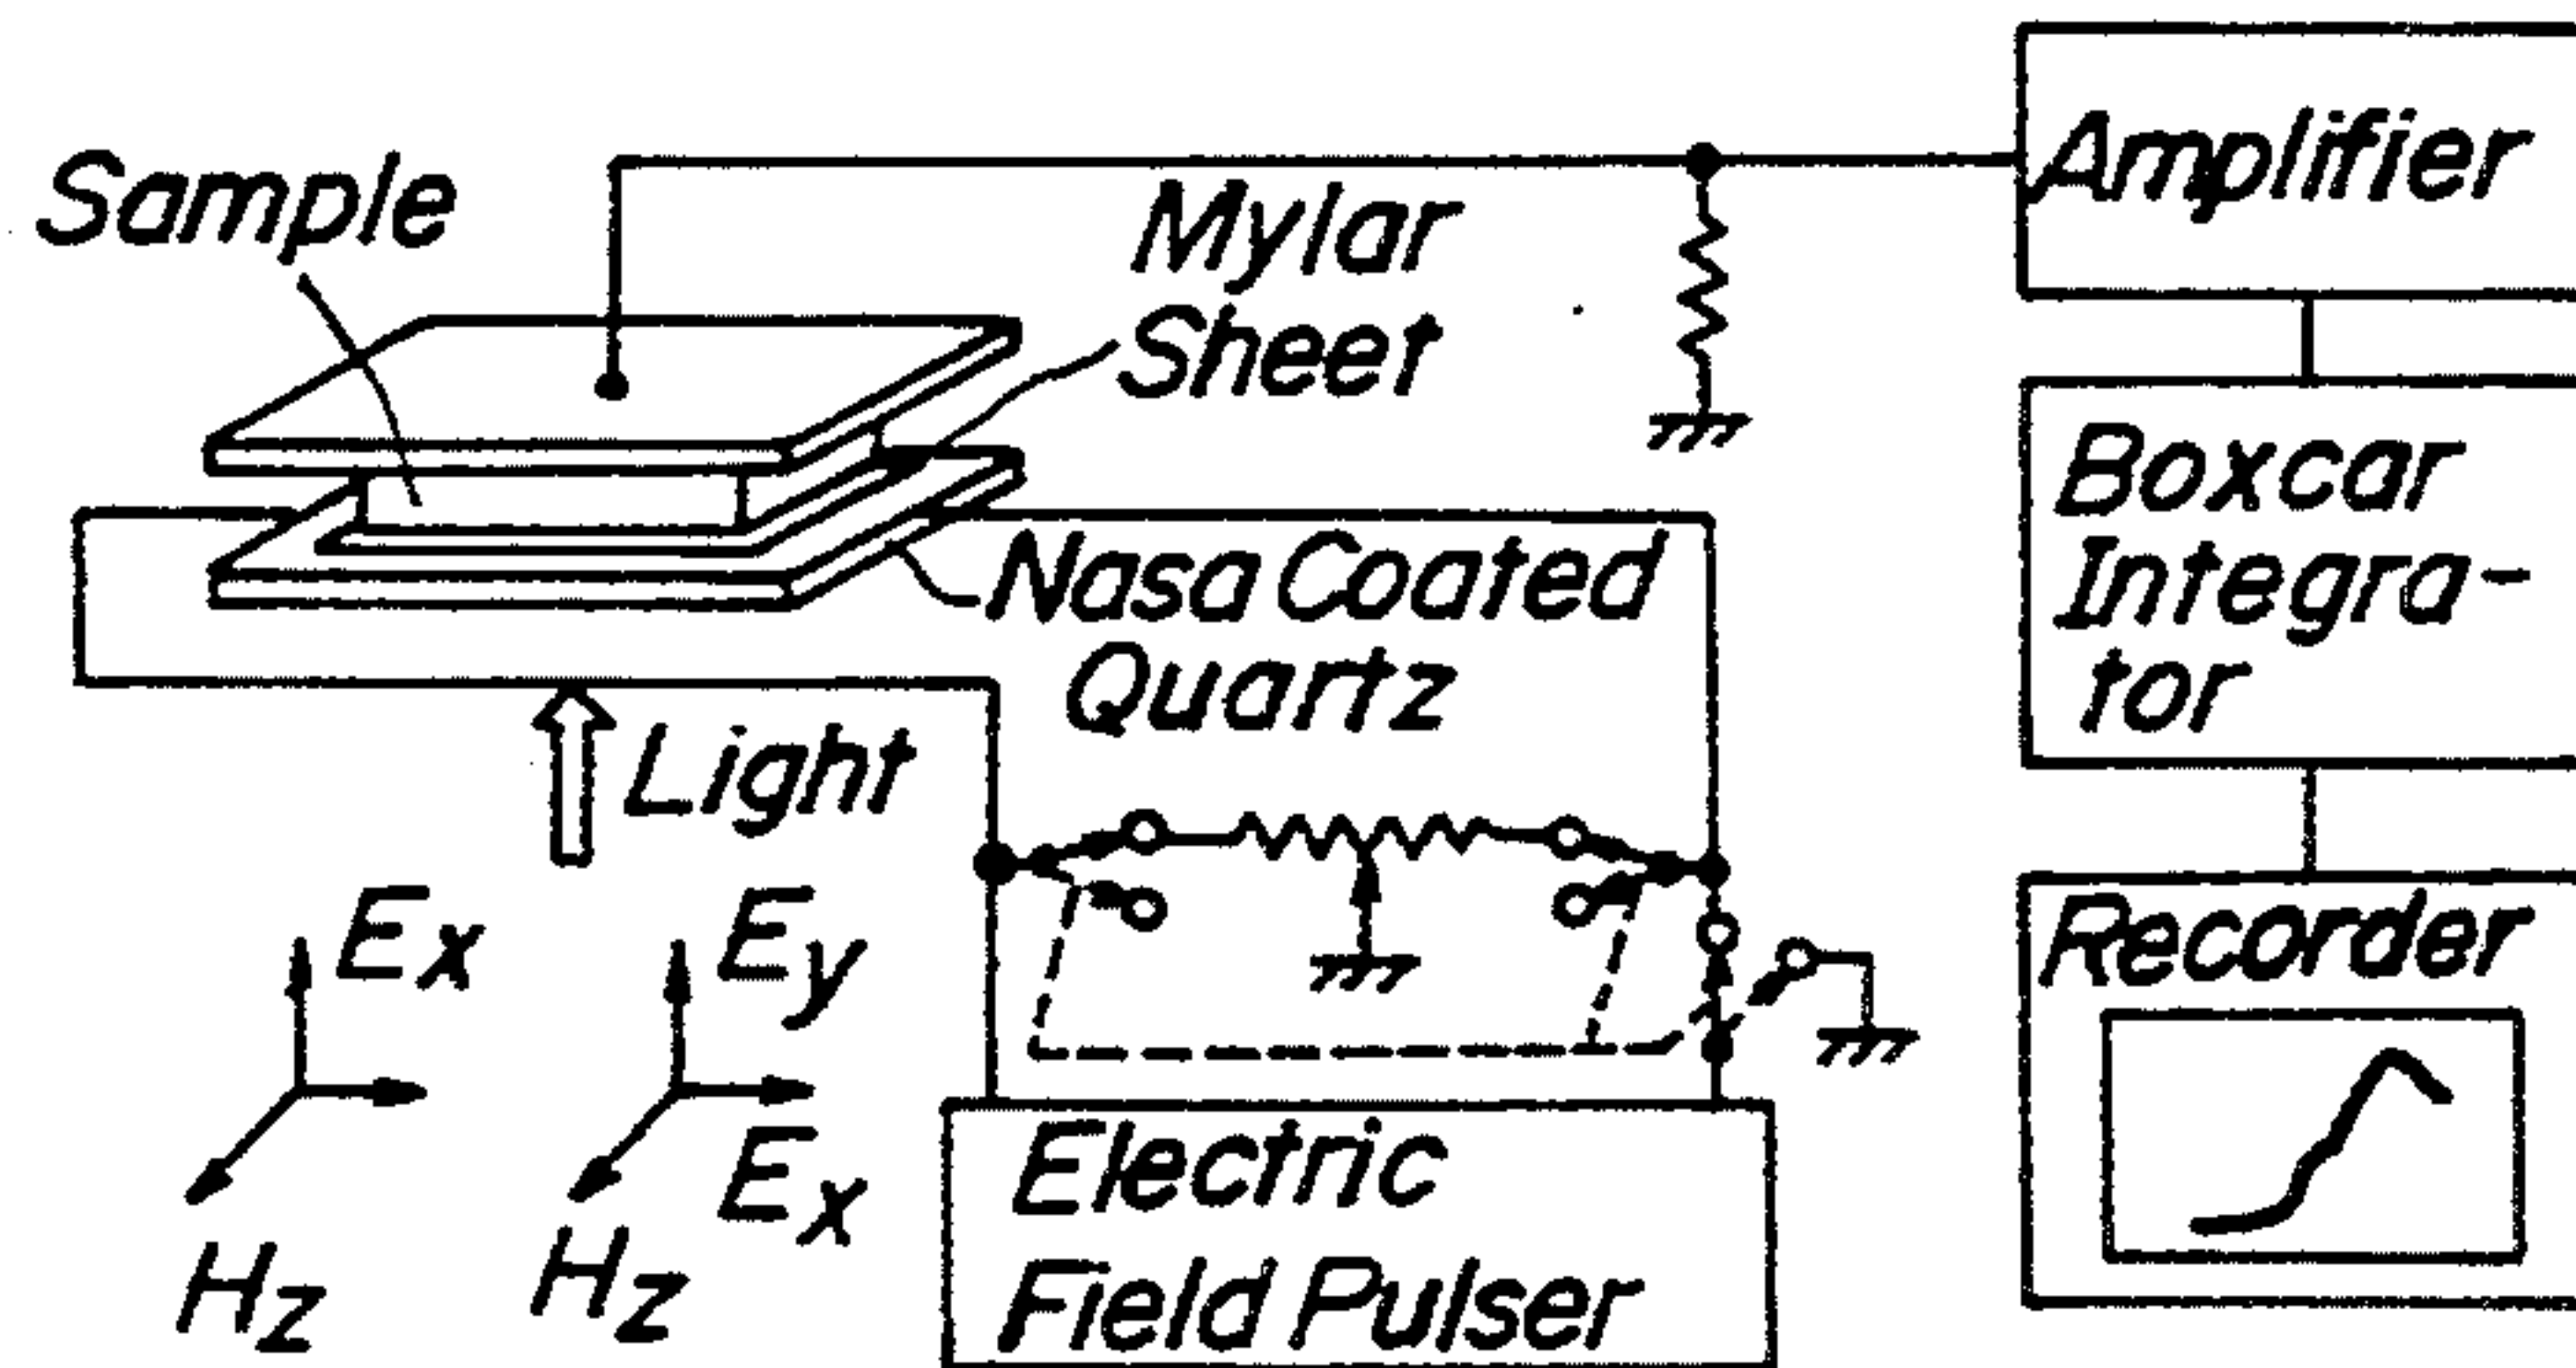 Sample
Mylar
Sheet
Nasa Coated
Quartz
Light
Amplifier
Boxcar
Integra-
tor
Recorder
Ex
Hz
Ey
Ex
Hz
Electric
Field Pulser